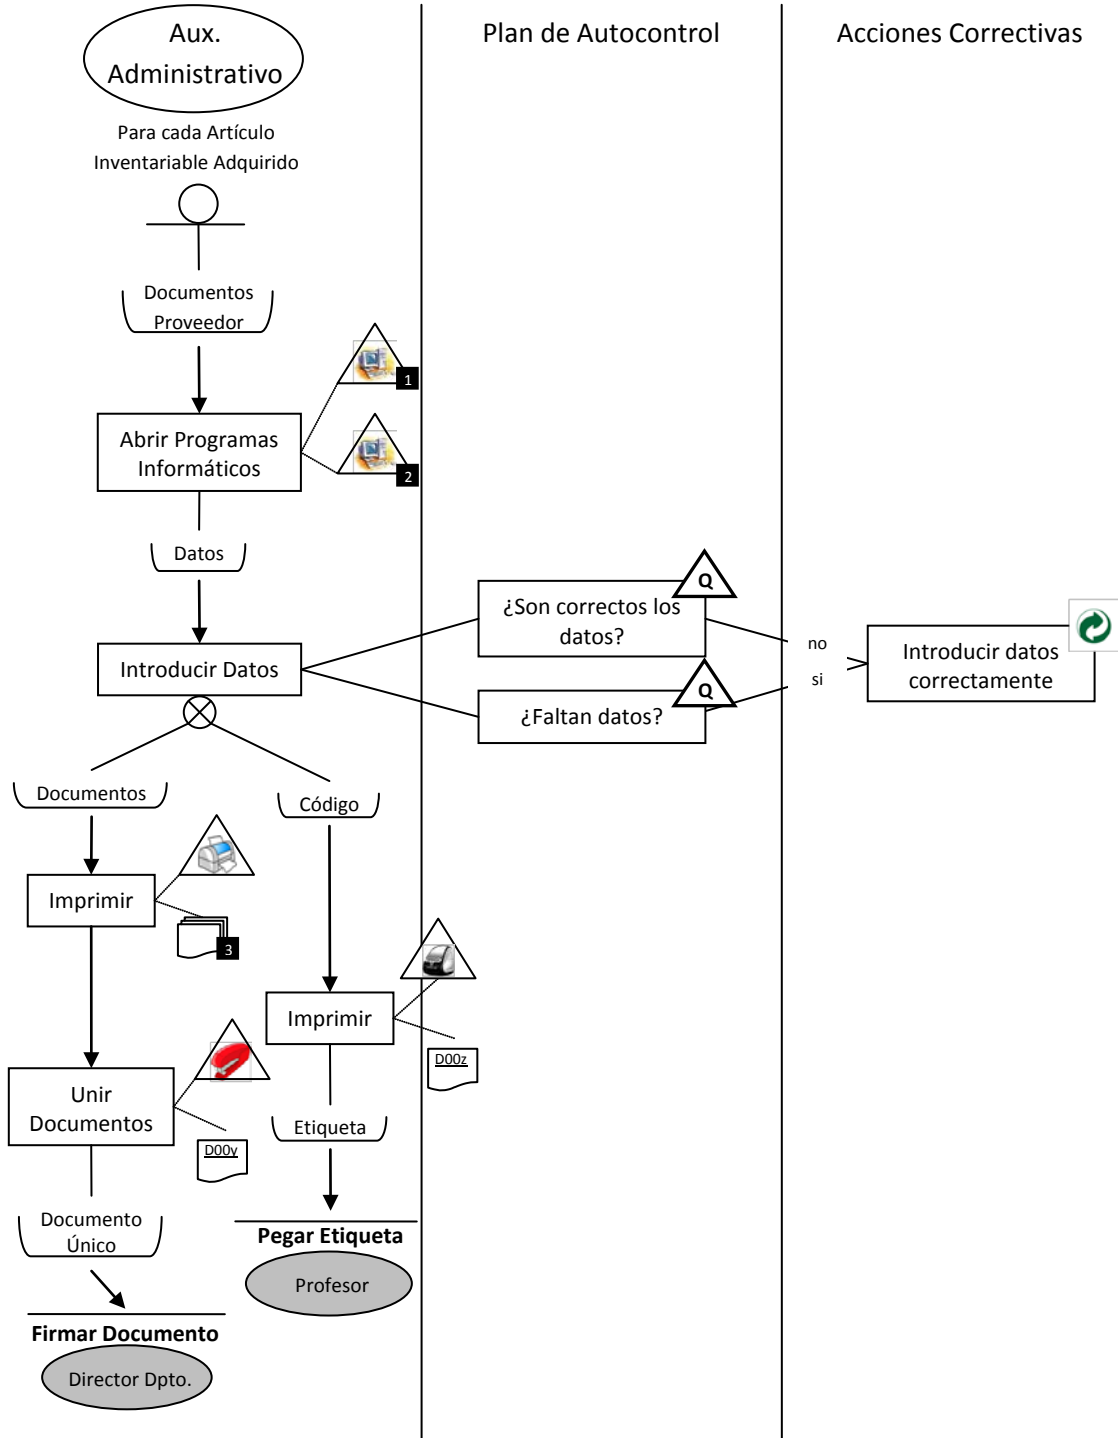 Aux.
Administrativo
Plan de Autocontrol
Acciones Correctivas
Para cada Artículo
Inventariable Adquirido
Documentos
Proveedor
1
Abrir Programas
Informáticos
2
Datos
Q
¿Son correctos los
datos?
no
Introducir datos
correctamente
Introducir Datos
si
Q
¿Faltan datos?
Documentos
Código
Imprimir
3
Imprimir
D00z
Unir
Documentos
Etiqueta
D00y
Documento
Único
Pegar Etiqueta
Profesor
Firmar Documento
Director Dpto.